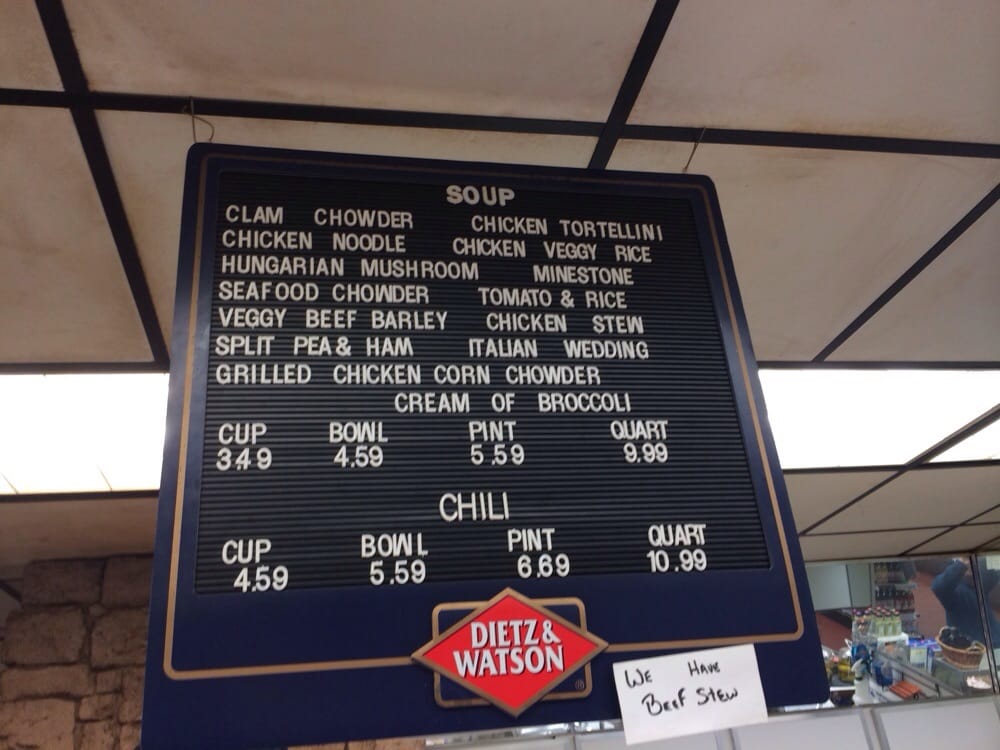 SOUP
CLAM CHOWDER CHICKEN TORTELLINI
CHICKEN NOODLE CHICKEN VEGGY RICE
HUNGARIAN MUSHROOM MINESTONE
SEAFOOD CHOWDER TOMATO & RICE
VEGGY BEEF BARLEY CHICKEN STEW
SPLIT PEA & HAM ITALIAN WEDDING
GRILLED CHICKEN CORN CHOWDER
CREAM OF BROCCOLI
CUP BOWL PINT QUART
3.49 4.59 5.59 9.99
CHILI
CUP BOWL PINT QUART
4.59 5.59 6.69 10.99
DIETZ &
WATSON
®
WE HAVE
BEEF STEW